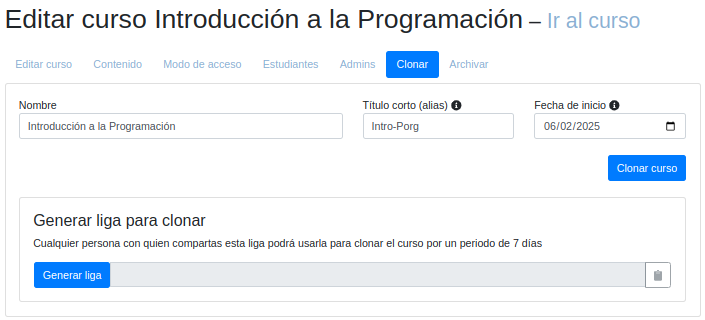 Editar curso Introducción a la Programación – Ir al curso
Editar curso Contenido Modo de acceso Estudiantes Admins Clonar Archivar
Nombre Título corto (alias) Fecha de inicio
Introducción a la Programación Intro-Porg 06/02/2025
Clonar curso
Generar liga para clonar
Cualquier persona con quien compartas esta liga podrá usarla para clonar el curso por un periodo de 7 días
Generar liga